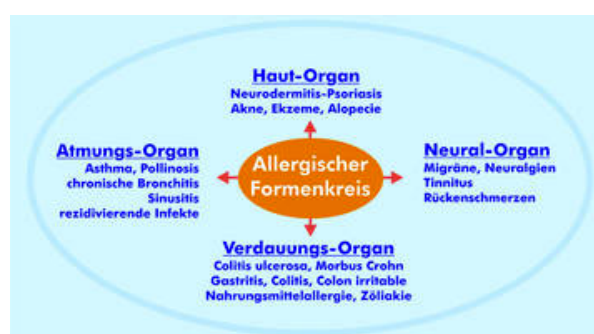 Haut-Organ
Neurodermitis-Psoriasis
Akne, Ekzeme, Alopecie
Atmungs-Organ
Asthma, Pollinosis
chronische Bronchitis
Sinusitis
rezidivierende Infekte
Allergischer
Formenkreis
Neural-Organ
Migräne, Neuralgien
Tinnitus
Rückenschmerzen
Verdauungs-Organ
Colitis ulcerosa, Morbus Crohn
Gastritis, Colitis, Colon irritable
Nahrungsmittelallergie, Zöliakie